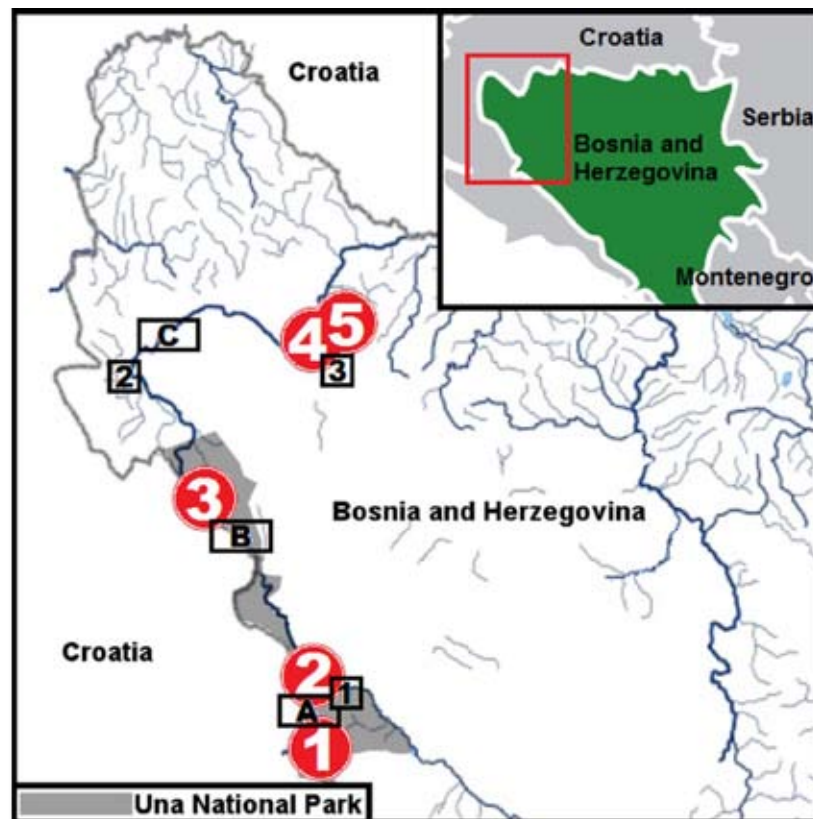 Croatia
Croatia
Serbia
Bosnia and
Herzegovina
Montenegro
C
4
5
2
3
3
B
Bosnia and Herzegovina
Croatia
2
1
A
1
Una National Park